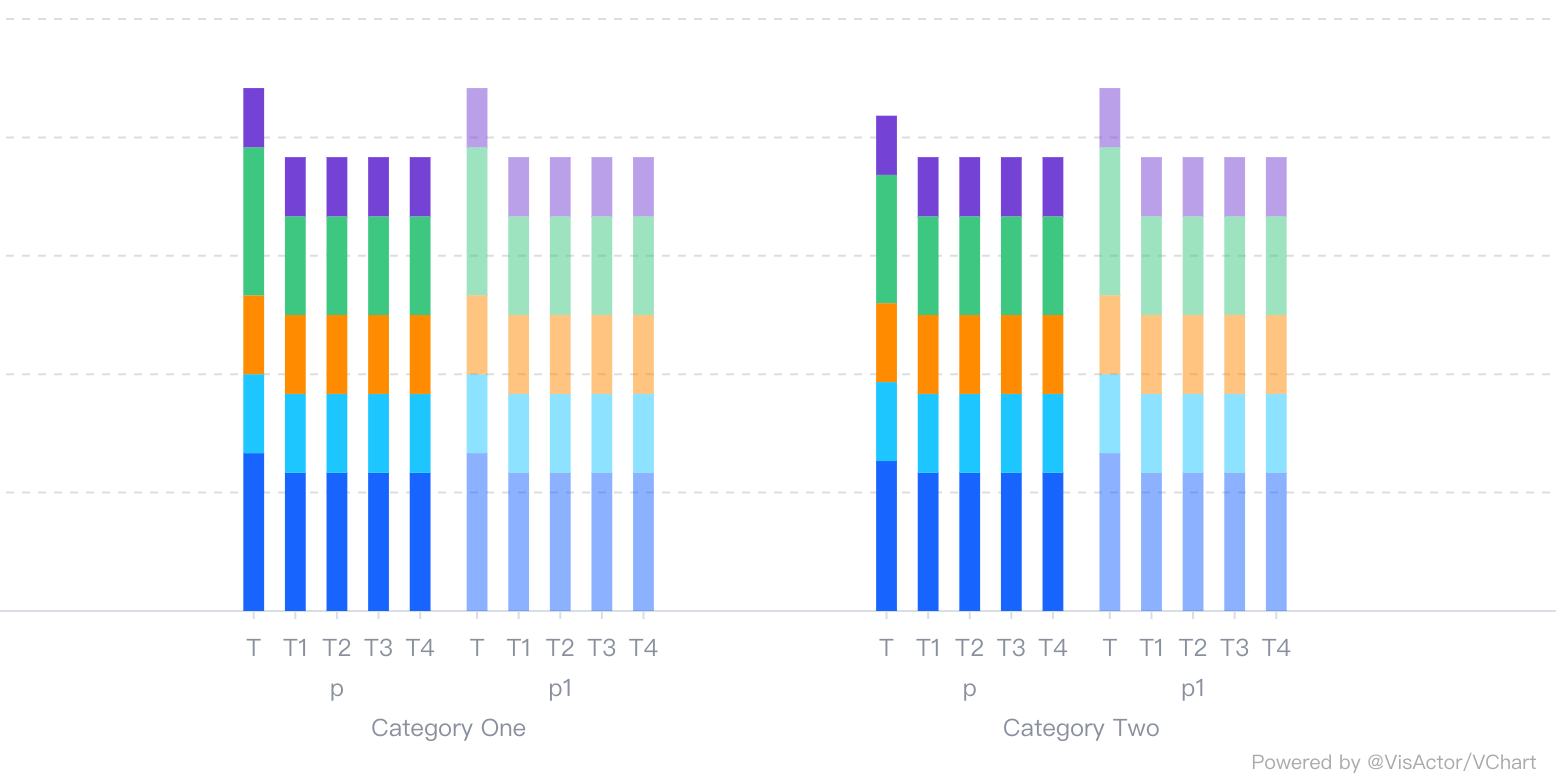 T T1 T2 T3 T4 T T1 T2 T3 T4 T T1 T2 T3 T4 T T1 T2 T3 T4
p p1 p p1
Category One Category Two
Powered by @VisActor/VChart